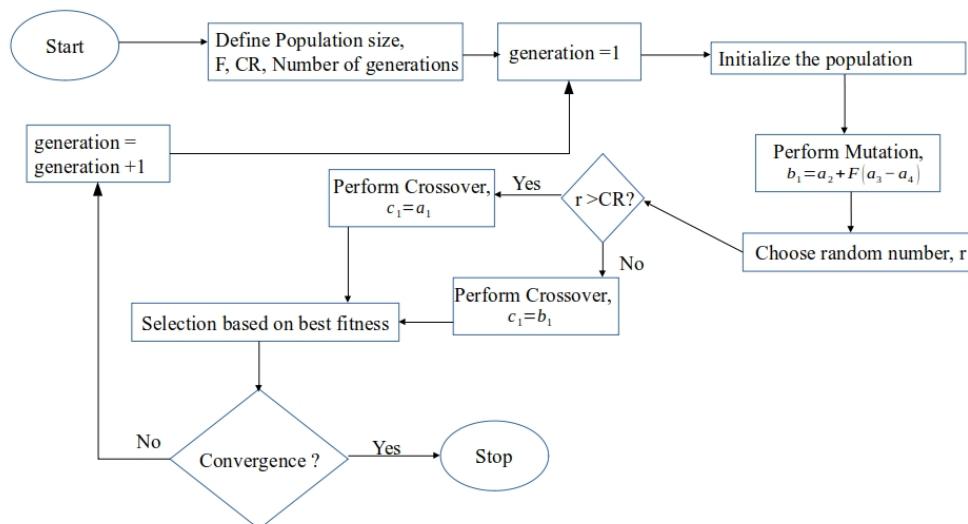 Start
Define Population size,
F, CR, Number of generations
generation =1
Initialize the population
generation =
generation +1
Perform Mutation,
b₁=a₂+F(a₃−a₄)
Perform Crossover,
c₁=a₁
Yes
r >CR?
Choose random number, r
No
Perform Crossover,
c₁=b₁
Selection based on best fitness
No
Convergence ?
Yes
Stop